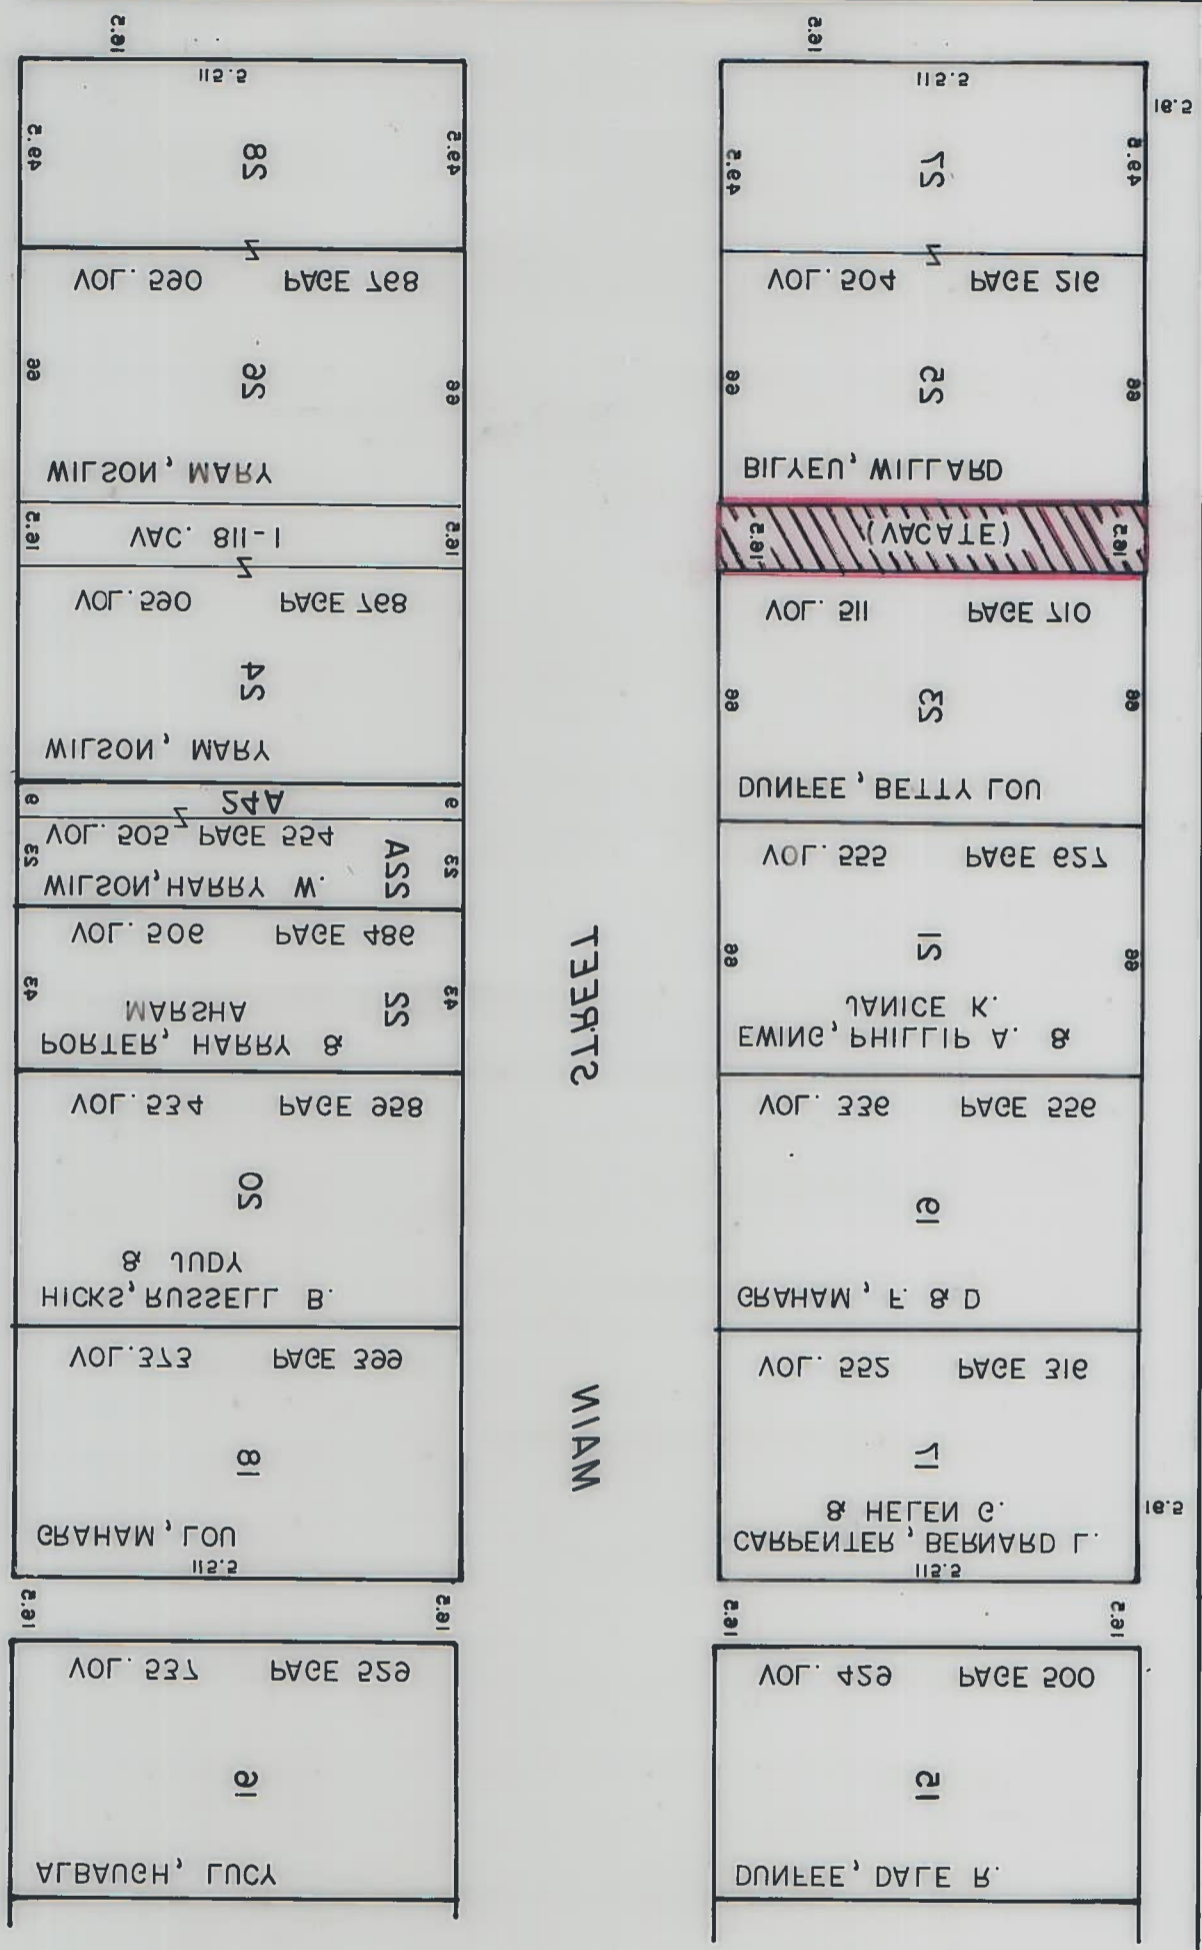 ALBAUGH, LUCY
16
VOL. 537 PAGE 529
16.5
16.5
115.5
GRAHAM, LOU
18
VOL. 373 PAGE 399
HICKS, RUSSELL B.
& JUDY
20
VOL. 534 PAGE 958
PORTER, HARRY &
MARSHA
22
43
43
VOL. 506 PAGE 486
WILSON, HARRY W.
22A
23
23
VOL. 505 PAGE 554
9
24A
9
Z
WILSON, MARY
24
VOL. 590 PAGE 768
Z
16.5
VAC. 811-1
16.5
WILSON, MARY
66
26
66
VOL. 590 PAGE 768
Z
49.5
28
49.5
115.5
16.5
MAIN
STREET
DUNFEE, DALE R.
15
VOL. 429 PAGE 500
16.5
16.5
115.5
CARPENTER, BERNARD L.
& HELEN G.
16.5
17
VOL. 552 PAGE 316
GRAHAM, F. & D
19
VOL. 336 PAGE 556
EWING, PHILLIP A. &
JANICE K.
66
21
66
VOL. 555 PAGE 627
DUNFEE, BETTY LOU
66
23
66
VOL. 511 PAGE 710
16.5
(VACATE)
16.5
BILYEU, WILLARD
66
25
66
VOL. 504 PAGE 216
Z
49.5
27
49.5
115.5
16.5
16.5